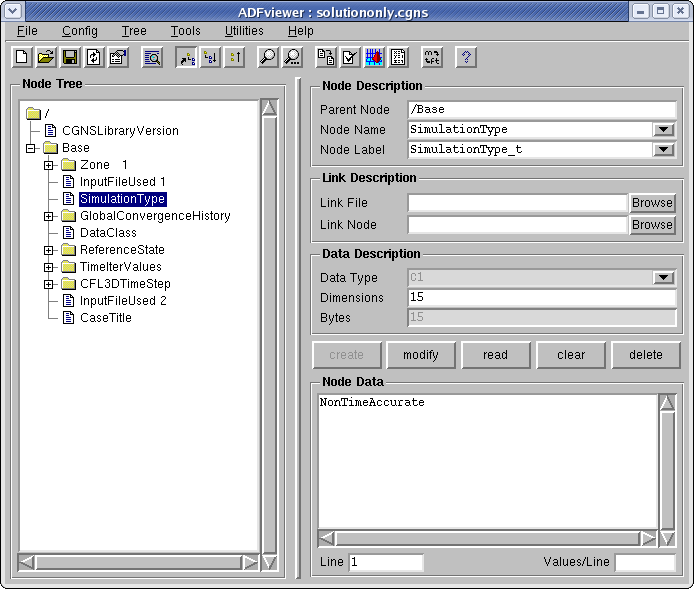 ADFviewer : solutiononly.cgns
File Config Tree Tools Utilities Help
Node Tree
/
CGNSLibraryVersion
Base
Zone 1
InputFileUsed 1
SimulationType
GlobalConvergenceHistory
DataClass
ReferenceState
TimeIterValues
CFL3DTimeStep
InputFileUsed 2
CaseTitle
Node Description
Parent Node /Base
Node Name SimulationType
Node Label SimulationType_t
Link Description
Link File Browse
Link Node Browse
Data Description
Data Type C1
Dimensions 15
Bytes 15
create modify read clear delete
Node Data
NonTimeAccurate
Line 1 Values/Line